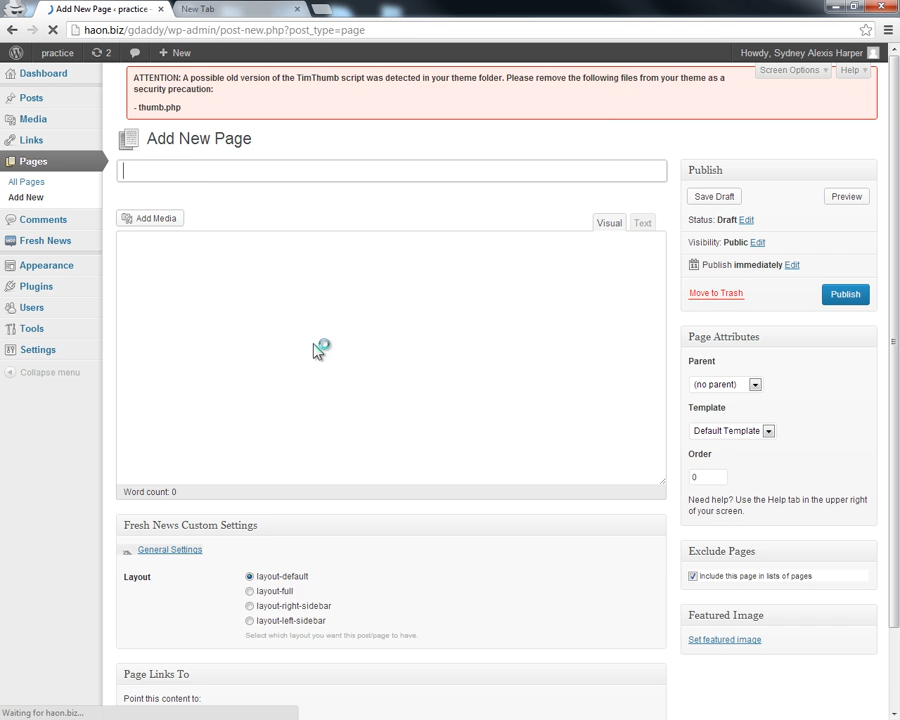 Add New Page ‹ practice ·
New Tab
haon.biz/gdaddy/wp-admin/post-new.php?post_type=page
practice
2
New
Howdy, Sydney Alexis Harper
Dashboard
Posts
Media
Links
Pages
All Pages
Add New
Comments
Fresh News
Appearance
Plugins
Users
Tools
Settings
Collapse menu
ATTENTION: A possible old version of the TimThumb script was detected in your theme folder. Please remove the following files from your theme as a
security precaution:
- thumb.php
Screen Options
Help
Add New Page
Add Media
Visual
Text
Word count: 0
Fresh News Custom Settings
General Settings
Layout
layout-default
layout-full
layout-right-sidebar
layout-left-sidebar
Select which layout you want this post/page to have.
Page Links To
Point this content to:
Publish
Save Draft
Preview
Status: Draft Edit
Visibility: Public Edit
Publish immediately Edit
Move to Trash
Publish
Page Attributes
Parent
(no parent)
Template
Default Template
Order
0
Need help? Use the Help tab in the upper right
of your screen.
Exclude Pages
Include this page in lists of pages
Featured Image
Set featured image
Waiting for haon.biz...